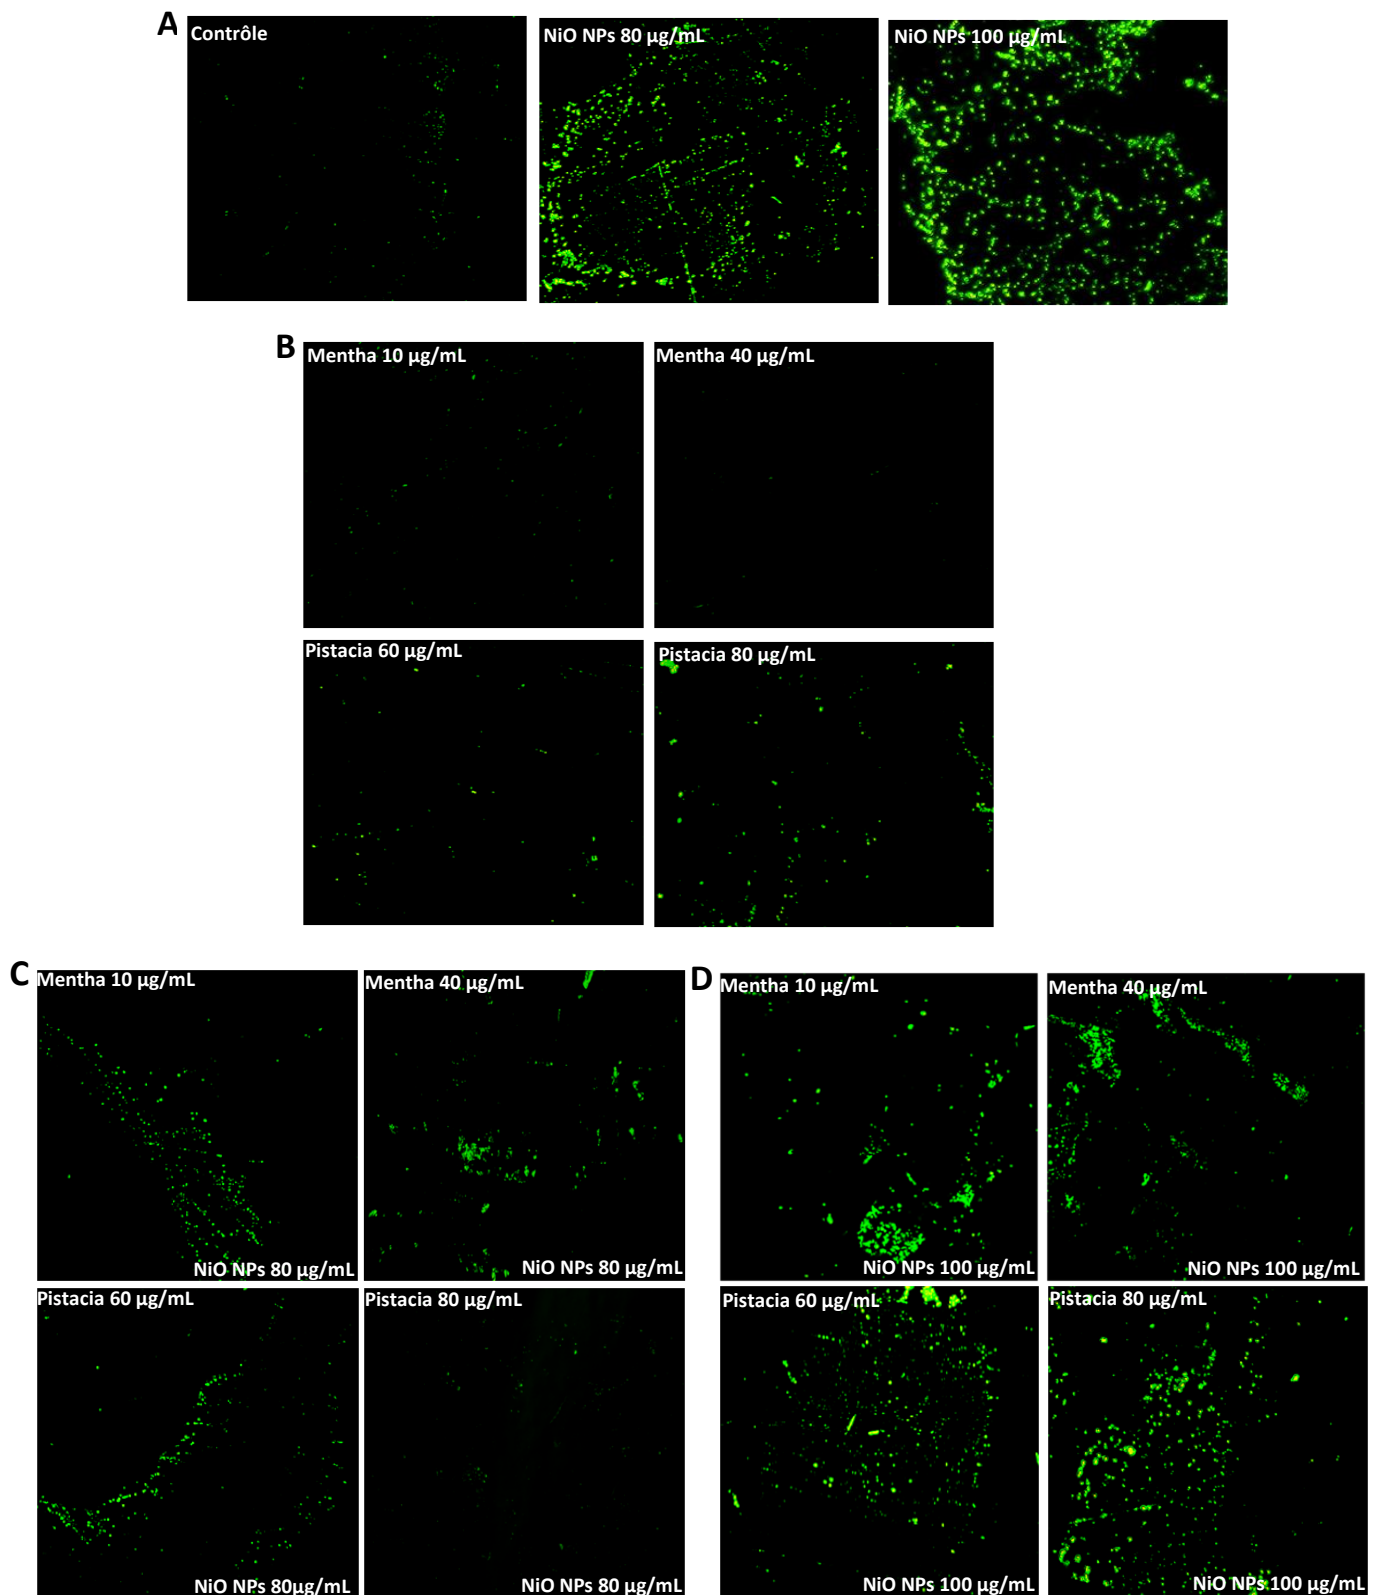 A
Contrôle
NiO NPs 80 µg/mL
NiO NPs 100 µg/mL
B
Mentha 10 µg/mL
Mentha 40 µg/mL
Pistacia 60 µg/mL
Pistacia 80 µg/mL
C
Mentha 10 µg/mL
NiO NPs 80 µg/mL
Mentha 40 µg/mL
NiO NPs 80 µg/mL
Pistacia 60 µg/mL
NiO NPs 80µg/mL
Pistacia 80 µg/mL
NiO NPs 80 µg/mL
D
Mentha 10 µg/mL
NiO NPs 100 µg/mL
Mentha 40 µg/mL
NiO NPs 100 µg/mL
Pistacia 60 µg/mL
NiO NPs 100 µg/mL
Pistacia 80 µg/mL
NiO NPs 100 µg/mL